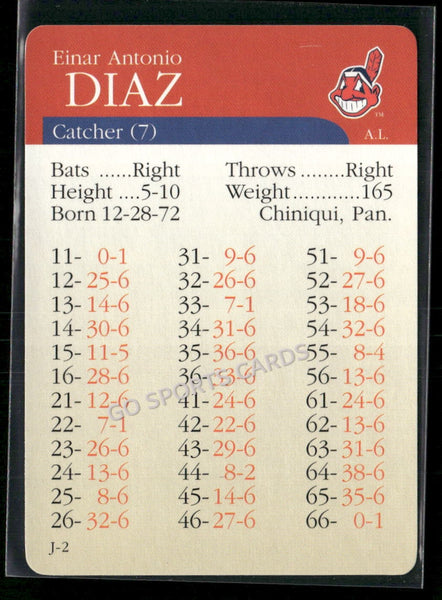 Einar Antonio
DIAZ
TM
Catcher (7) A.L.
Bats ......Right Throws ........Right
Height ....5-10 Weight............165
Born 12-28-72 Chiniqui, Pan.
11- 0-1 31- 9-6 51- 9-6
12- 25-6 32- 26-6 52- 27-6
13- 14-6 33- 7-1 53- 18-6
14- 30-6 34- 31-6 54- 32-6
15- 11-5 35- 36-6 55- 8-4
16- 28-6 36- 13-6 56- 13-6
21- 12-6 41- 24-6 61- 24-6
22- 7-1 42- 22-6 62- 13-6
23- 26-6 43- 29-6 63- 31-6
24- 13-6 44- 8-2 64- 38-6
25- 8-6 45- 14-6 65- 35-6
26- 32-6 46- 27-6 66- 0-1
J-2
GO SPORTS CARDS